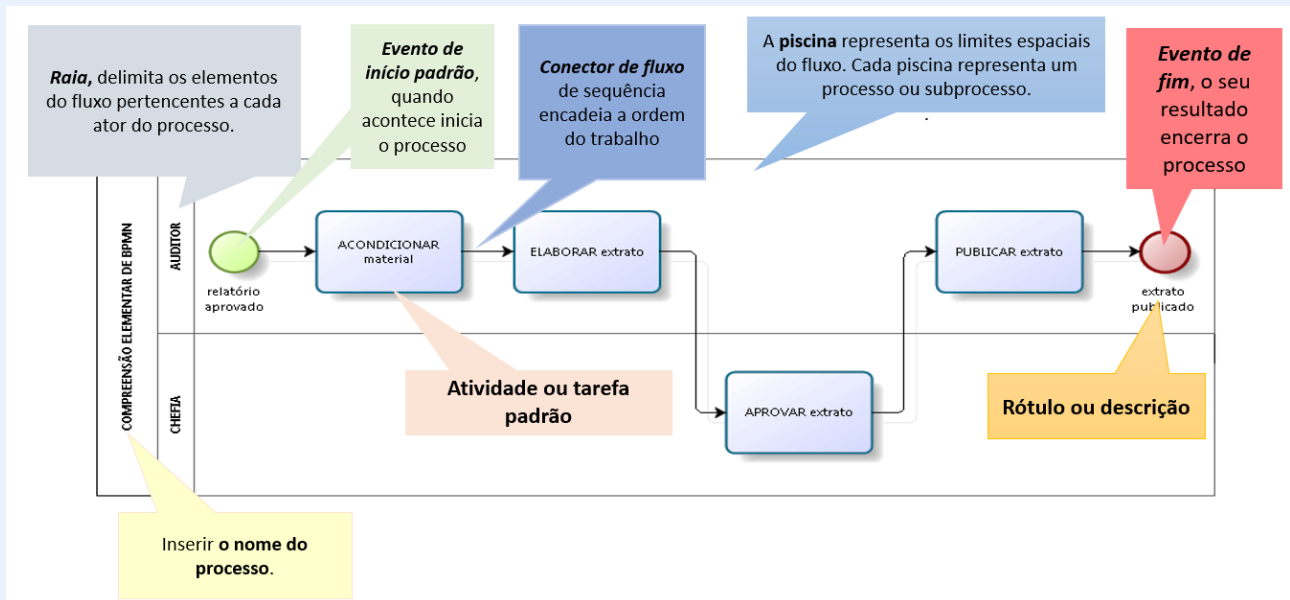 Raia, delimita os elementos
do fluxo pertencentes a cada
ator do processo.
Evento de
início padrão,
quando
acontece inicia
o processo
Conector de fluxo
de sequência
encadeia a ordem
do trabalho
A piscina representa os limites espaciais
do fluxo. Cada piscina representa um
processo ou subprocesso.
.
Evento de
fim, o seu
resultado
encerra o
processo
COMPREENSÃO ELEMENTAR DE BPMN
AUDITOR
relatório
aprovado
ACONDICIONAR
material
ELABORAR extrato
PUBLICAR extrato
extrato
publicado
CHEFIA
Atividade ou tarefa
padrão
APROVAR extrato
Rótulo ou descrição
Inserir o nome do
processo.